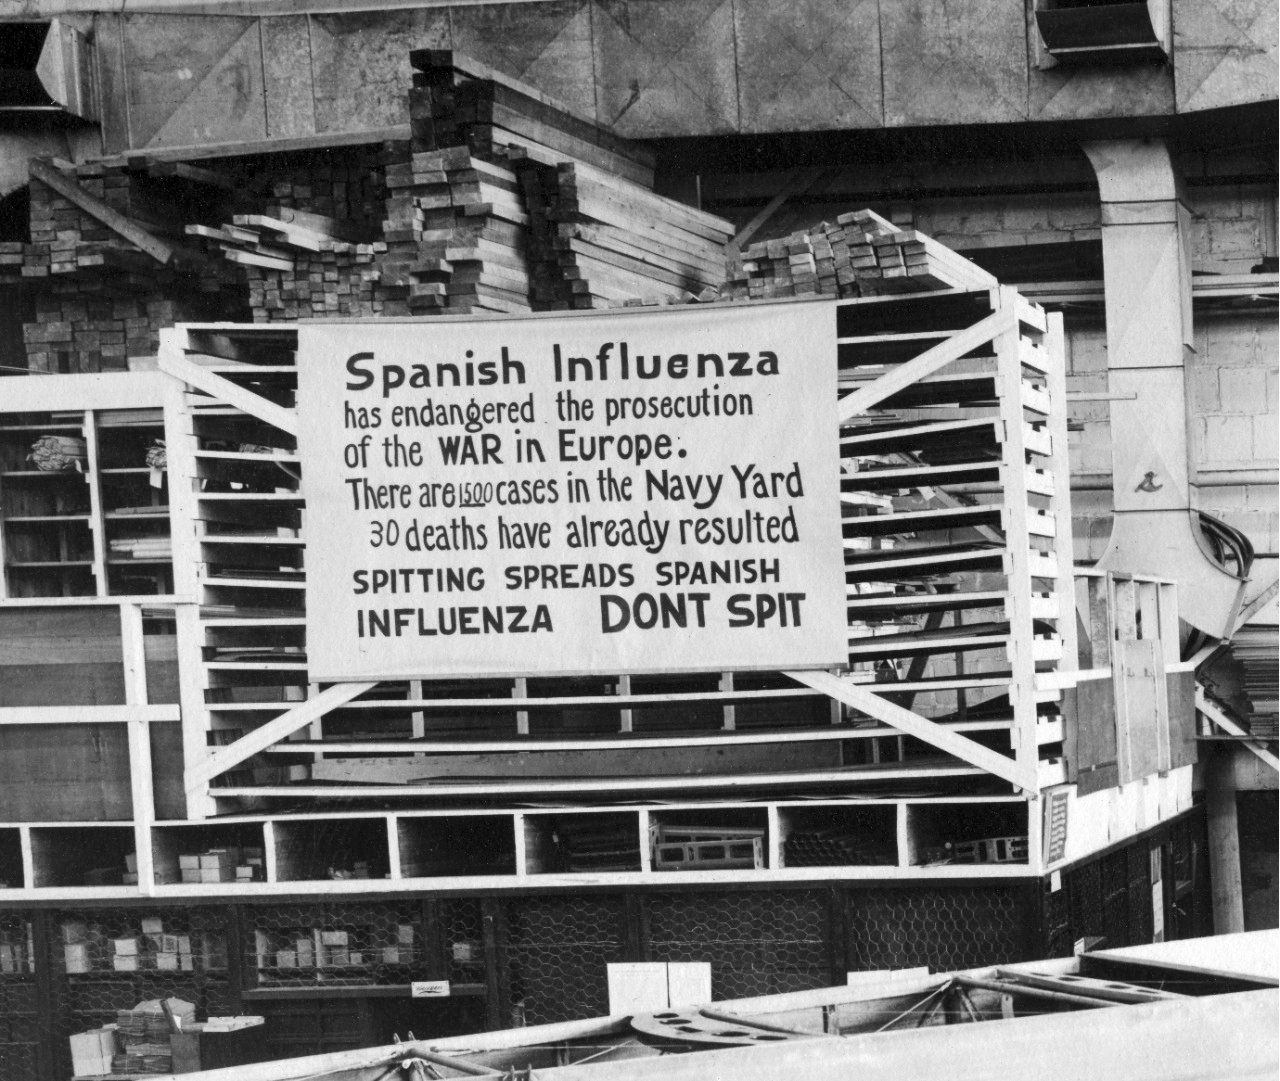 Spanish Influenza
has endangered the prosecution
of the WAR in Europe.
There are 1500 cases in the Navy Yard
30 deaths have already resulted
SPITTING SPREADS SPANISH
INFLUENZA DONT SPIT